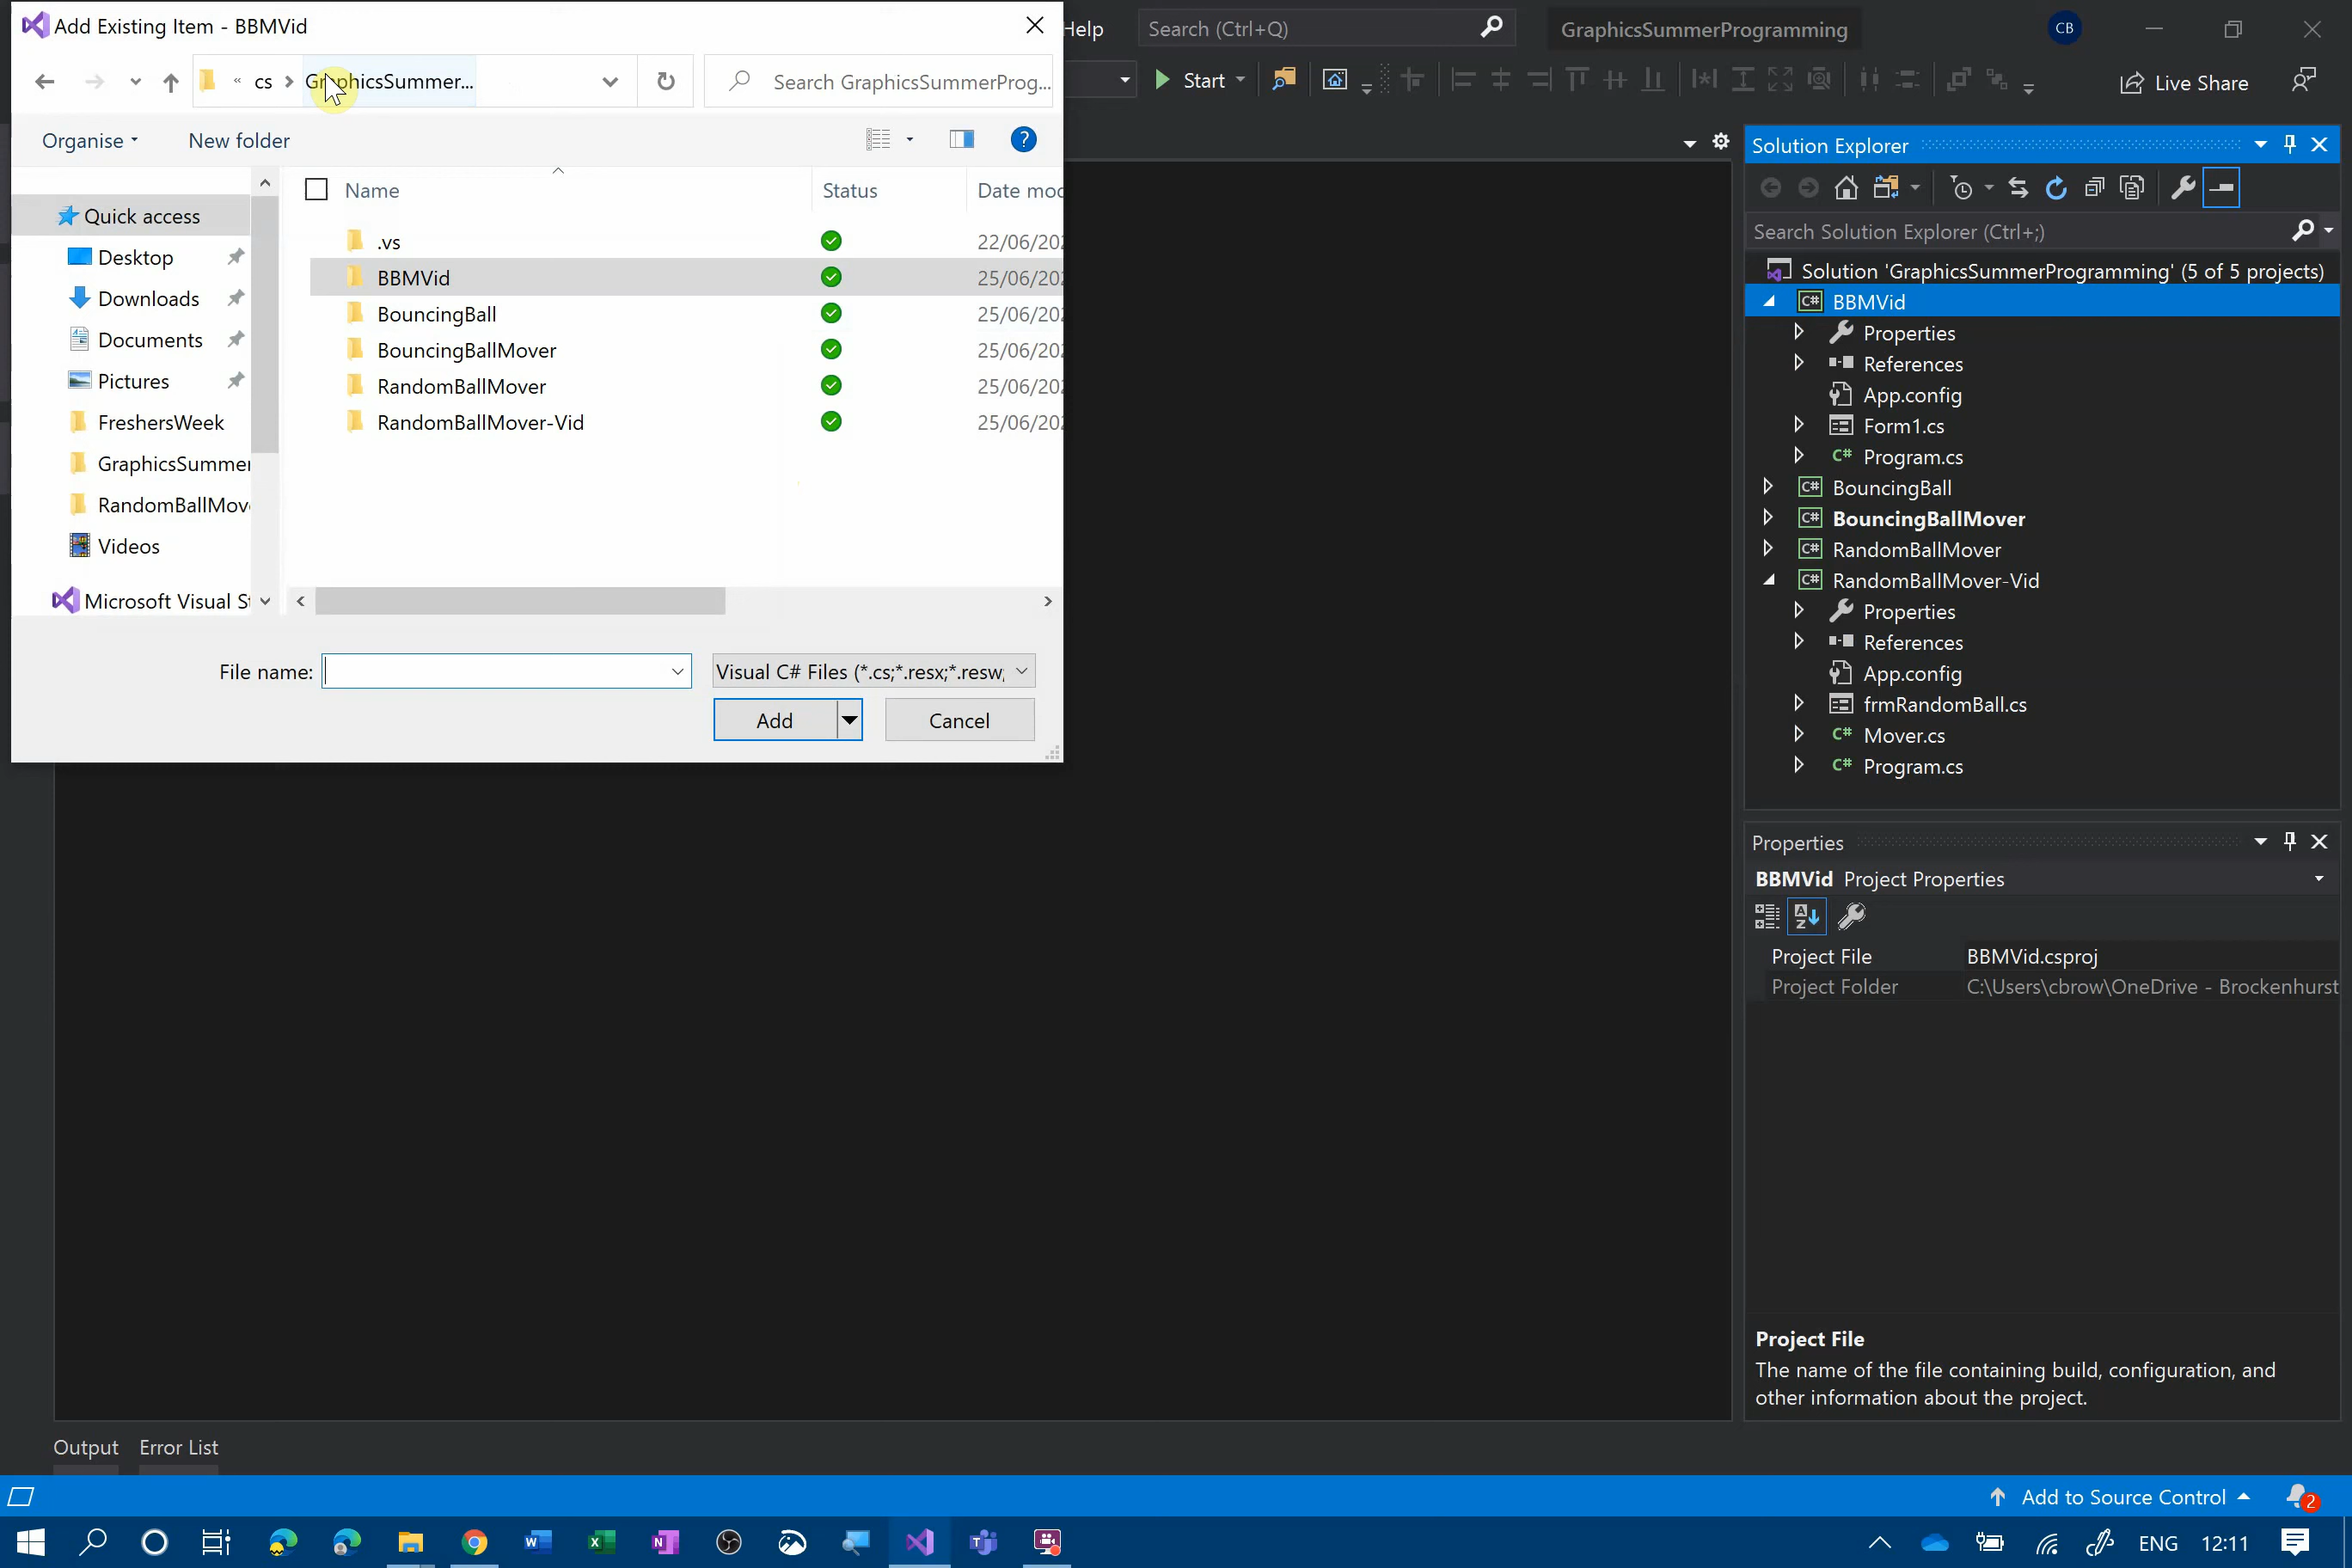 Add Existing Item - BBMVid
Help
Search (Ctrl+Q)
GraphicsSummerProgramming
CB
« cs > GraphicsSummer...
Search GraphicsSummerProg...
Start
Live Share
Organise
New folder
?
Name
Status
Date mod
Quick access
Desktop
Downloads
Documents
Pictures
FreshersWeek
GraphicsSummer
RandomBallMov
Videos
Microsoft Visual St
.vs
22/06/202
BBMVid
25/06/202
BouncingBall
25/06/202
BouncingBallMover
25/06/202
RandomBallMover
25/06/202
RandomBallMover-Vid
25/06/202
File name:
Visual C# Files (*.cs;*.resx;*.resw;
Add
Cancel
Solution Explorer
Search Solution Explorer (Ctrl+;)
Solution 'GraphicsSummerProgramming' (5 of 5 projects)
C# BBMVid
Properties
References
App.config
Form1.cs
C# Program.cs
C# BouncingBall
C# BouncingBallMover
C# RandomBallMover
C# RandomBallMover-Vid
Properties
References
App.config
frmRandomBall.cs
C# Mover.cs
C# Program.cs
Properties
BBMVid Project Properties
Project File
BBMVid.csproj
Project Folder
C:\Users\cbrow\OneDrive - Brockenhurst
Project File
The name of the file containing build, configuration, and
other information about the project.
Output
Error List
Add to Source Control
2
ENG
12:11